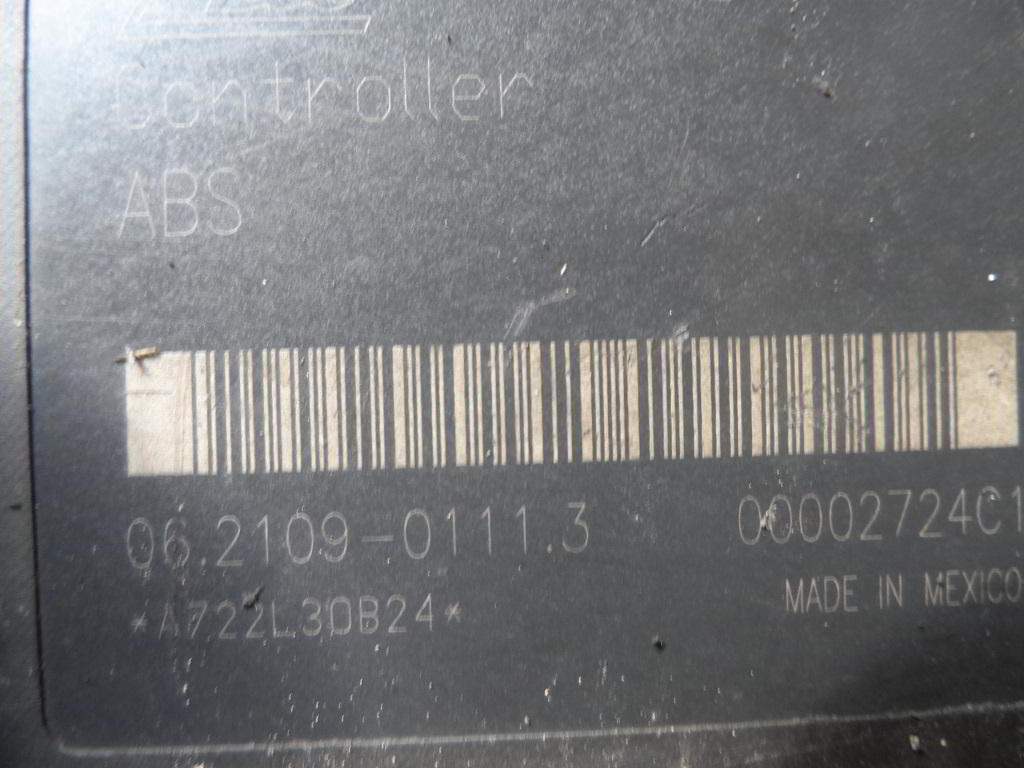 Controller
ABS
06.2109-0111.3 00002724C1
MADE IN MEXICO
*A722L30B24*